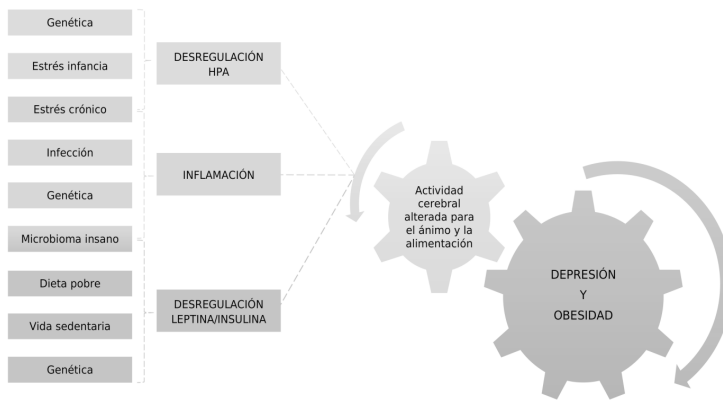 Genética
Estrés infancia
Estrés crónico
Infección
Genética
Microbioma insano
Dieta pobre
Vida sedentaria
Genética
DESREGULACIÓN
HPA
INFLAMACIÓN
DESREGULACIÓN
LEPTINA/INSULINA
Actividad
cerebral
alterada para
el ánimo y la
alimentación
DEPRESIÓN
Y
OBESIDAD